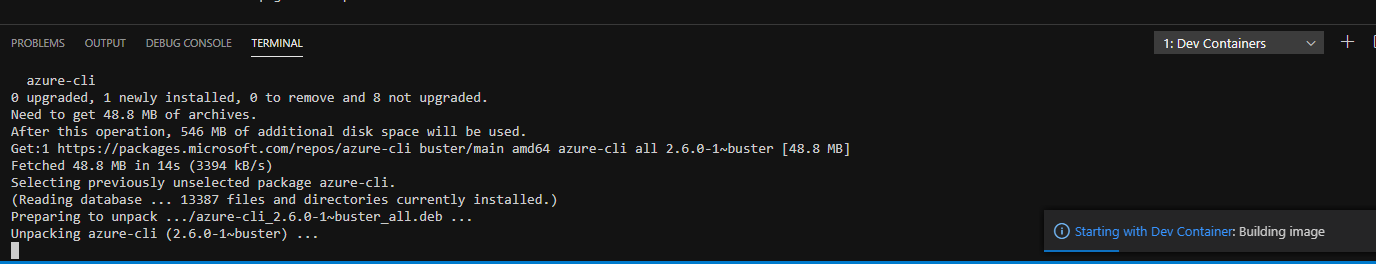 PROBLEMS OUTPUT DEBUG CONSOLE TERMINAL 1: Dev Containers
azure-cli
0 upgraded, 1 newly installed, 0 to remove and 8 not upgraded.
Need to get 48.8 MB of archives.
After this operation, 546 MB of additional disk space will be used.
Get:1 https://packages.microsoft.com/repos/azure-cli buster/main amd64 azure-cli all 2.6.0-1~buster [48.8 MB]
Fetched 48.8 MB in 14s (3394 kB/s)
Selecting previously unselected package azure-cli.
(Reading database ... 13387 files and directories currently installed.)
Preparing to unpack .../azure-cli_2.6.0-1~buster_all.deb ...
Unpacking azure-cli (2.6.0-1~buster) ...
Starting with Dev Container: Building image